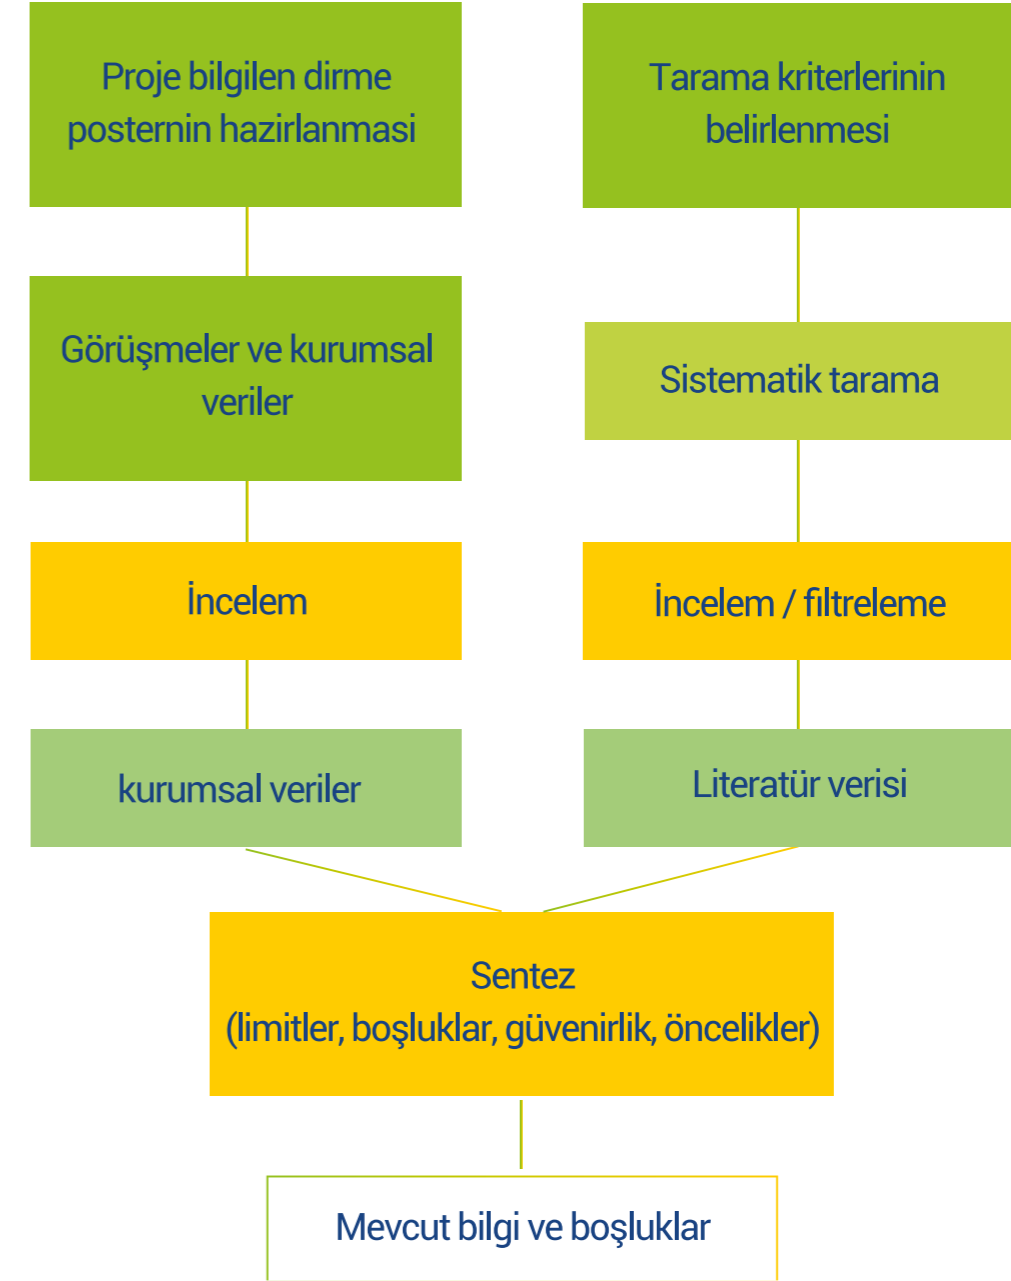 Proje bilgilen dirme
posternin hazirlanmasi
Görüşmeler ve kurumsal
veriler
İncelem
kurumsal veriler
Tarama kriterlerinin
belirlenmesi
Sistematik tarama
İncelem / filtreleme
Literatür verisi
Sentez
(limitler, boşluklar, güvenirlik, öncelikler)
Mevcut bilgi ve boşluklar